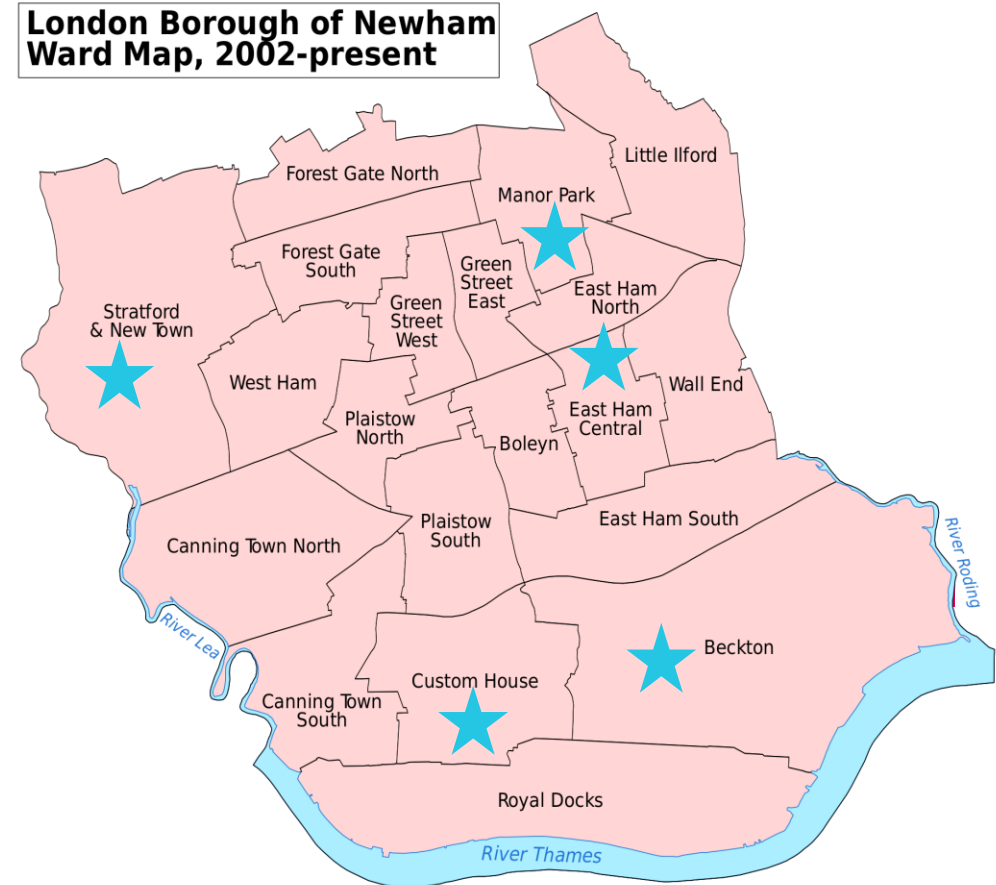 London Borough of Newham
Ward Map, 2002-present
Little Ilford
Forest Gate North
Manor Park
Forest Gate
South
Green
Street
East
East Ham
North
Stratford
& New Town
Green
Street
West
West Ham
Wall End
Plaistow
North
East Ham
Central
Boleyn
Plaistow
South
East Ham South
Canning Town North
River Roding
River Lea
Beckton
Custom House
Canning Town
South
Royal Docks
River Thames